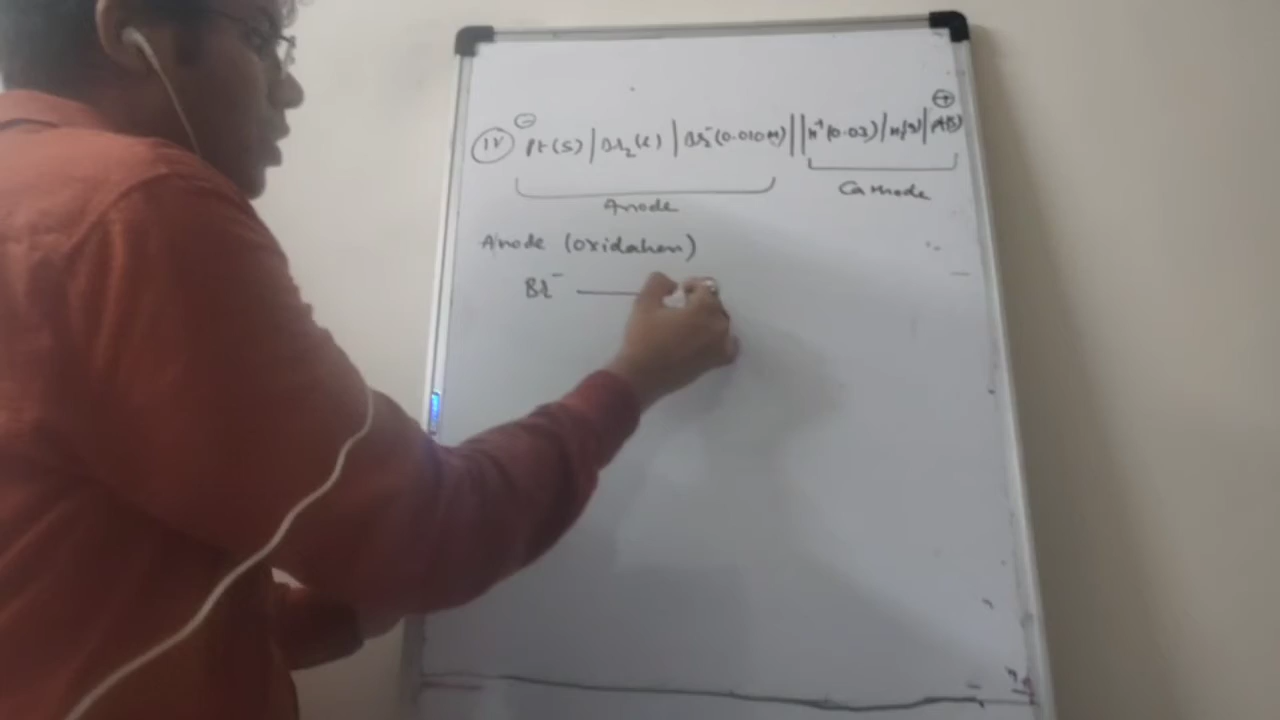 (iv) Pt(s) | Br₂(l) | Br⁻(0.010M) || H⁺(0.03) | H₂(g) | Pt(s)
⊖ ⊕
Anode Cathode
Anode (oxidation)
Br⁻